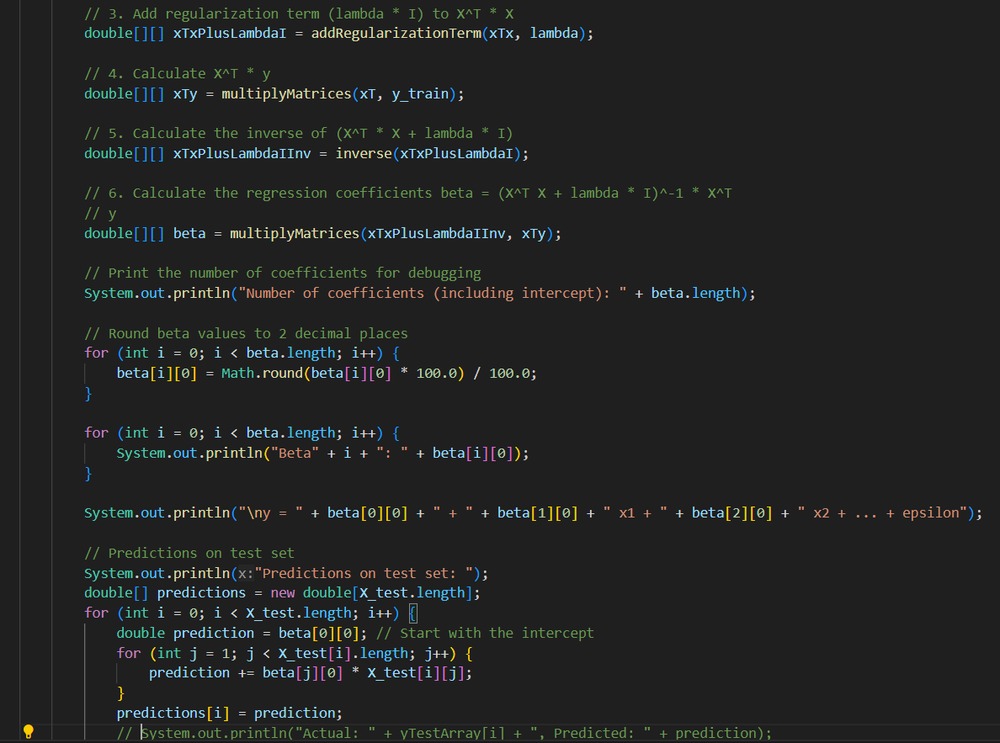 // 3. Add regularization term (lambda * I) to X^T * X
double[][] xTxPlusLambdaI = addRegularizationTerm(xTx, lambda);
// 4. Calculate X^T * y
double[][] xTy = multiplyMatrices(xT, y_train);
// 5. Calculate the inverse of (X^T * X + lambda * I)
double[][] xTxPlusLambdaIInv = inverse(xTxPlusLambdaI);
// 6. Calculate the regression coefficients beta = (X^T X + lambda * I)^-1 * X^T
// y
double[][] beta = multiplyMatrices(xTxPlusLambdaIInv, xTy);
// Print the number of coefficients for debugging
System.out.println("Number of coefficients (including intercept): " + beta.length);
// Round beta values to 2 decimal places
for (int i = 0; i < beta.length; i++) {
beta[i][0] = Math.round(beta[i][0] * 100.0) / 100.0;
}
for (int i = 0; i < beta.length; i++) {
System.out.println("Beta" + i + ": " + beta[i][0]);
}
System.out.println("\ny = " + beta[0][0] + " + " + beta[1][0] + " x1 + " + beta[2][0] + " x2 + ... + epsilon");
// Predictions on test set
System.out.println(x:"Predictions on test set: ");
double[] predictions = new double[X_test.length];
for (int i = 0; i < X_test.length; i++) {
double prediction = beta[0][0]; // Start with the intercept
for (int j = 1; j < X_test[i].length; j++) {
prediction += beta[j][0] * X_test[i][j];
}
predictions[i] = prediction;
// System.out.println("Actual: " + yTestArray[i] + ", Predicted: " + prediction);